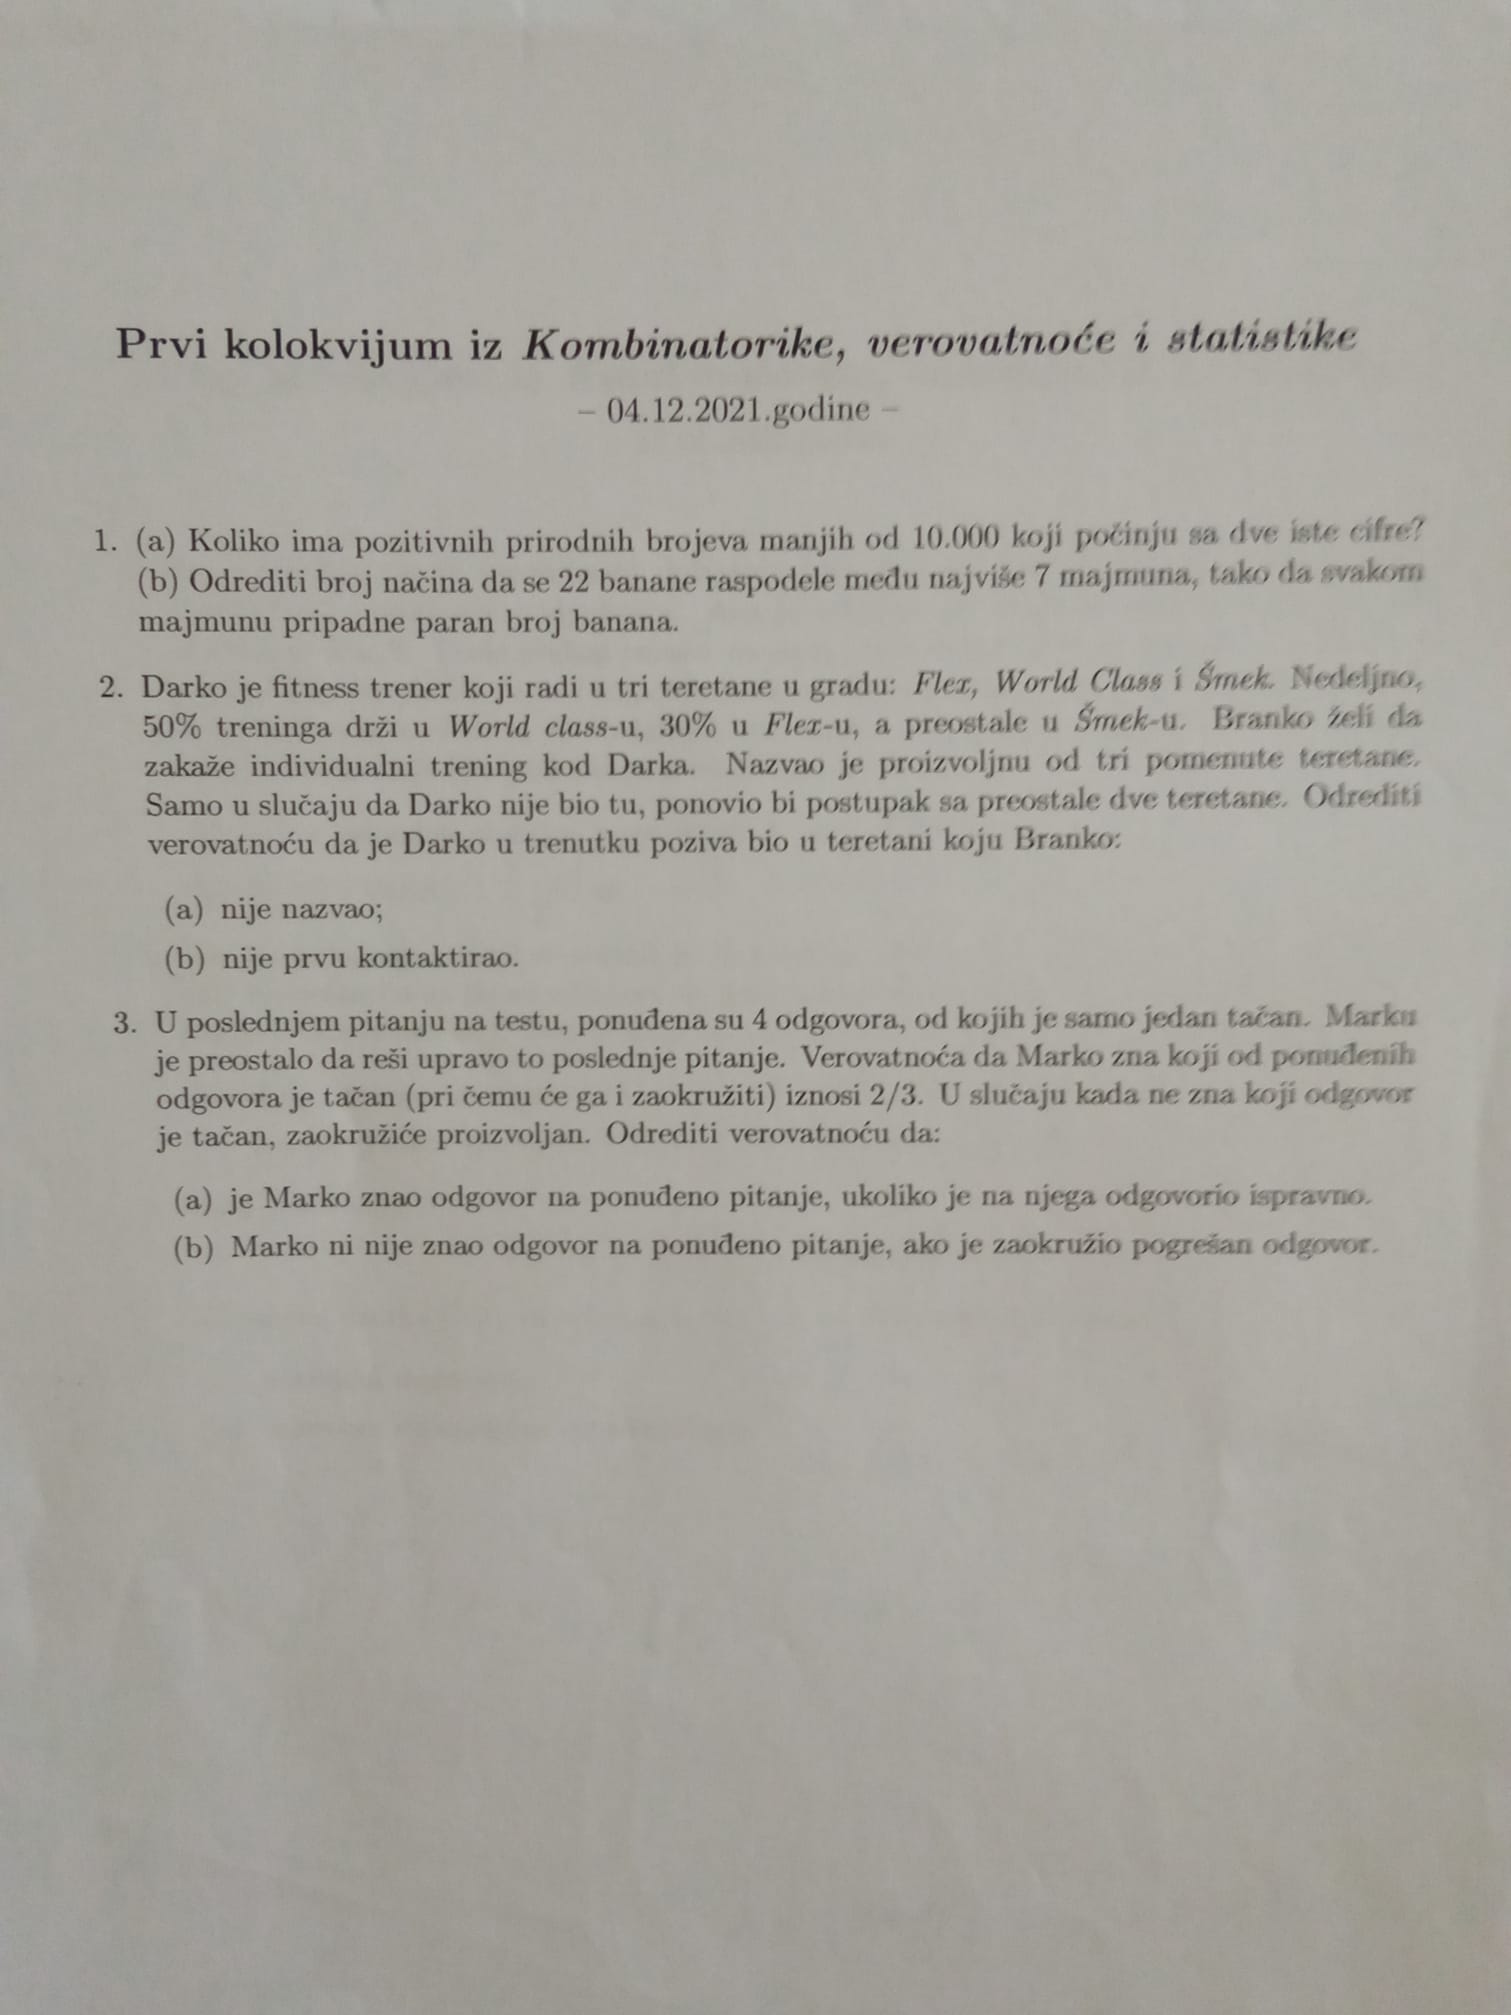 Prvi kolokvijum iz Kombinatorike, verovatnoće i statistike
– 04.12.2021.godine –
1. (a) Koliko ima pozitivnih prirodnih brojeva manjih od 10.000 koji počinju sa dve iste cifre?
(b) Odrediti broj načina da se 22 banane raspodele među najviše 7 majmuna, tako da svakom
majmunu pripadne paran broj banana.
2. Darko je fitness trener koji radi u tri teretane u gradu: Flex, World Class i Šmek. Nedeljno,
50% treninga drži u World class-u, 30% u Flex-u, a preostale u Šmek-u. Branko želi da
zakaže individualni trening kod Darka. Nazvao je proizvoljnu od tri pomenute teretane.
Samo u slučaju da Darko nije bio tu, ponovio bi postupak sa preostale dve teretane. Odrediti
verovatnoću da je Darko u trenutku poziva bio u teretani koju Branko:
(a) nije nazvao;
(b) nije prvu kontaktirao.
3. U poslednjem pitanju na testu, ponuđena su 4 odgovora, od kojih je samo jedan tačan. Marku
je preostalo da reši upravo to poslednje pitanje. Verovatnoća da Marko zna koji od ponuđenih
odgovora je tačan (pri čemu će ga i zaokružiti) iznosi 2/3. U slučaju kada ne zna koji odgovor
je tačan, zaokružiće proizvoljan. Odrediti verovatnoću da:
(a) je Marko znao odgovor na ponuđeno pitanje, ukoliko je na njega odgovorio ispravno.
(b) Marko ni nije znao odgovor na ponuđeno pitanje, ako je zaokružio pogrešan odgovor.